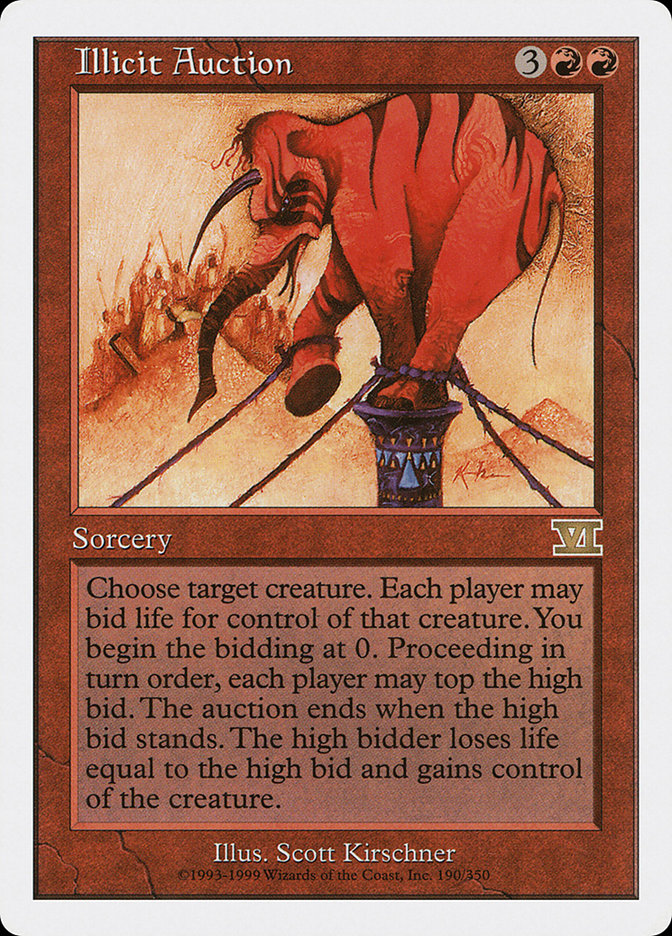 Illicit Auction 3
Sorcery VI
Choose target creature. Each player may
bid life for control of that creature. You
begin the bidding at 0. Proceeding in
turn order, each player may top the high
bid. The auction ends when the high
bid stands. The high bidder loses life
equal to the high bid and gains control
of the creature.
Illus. Scott Kirschner
©1993-1999 Wizards of the Coast, Inc. 190/350